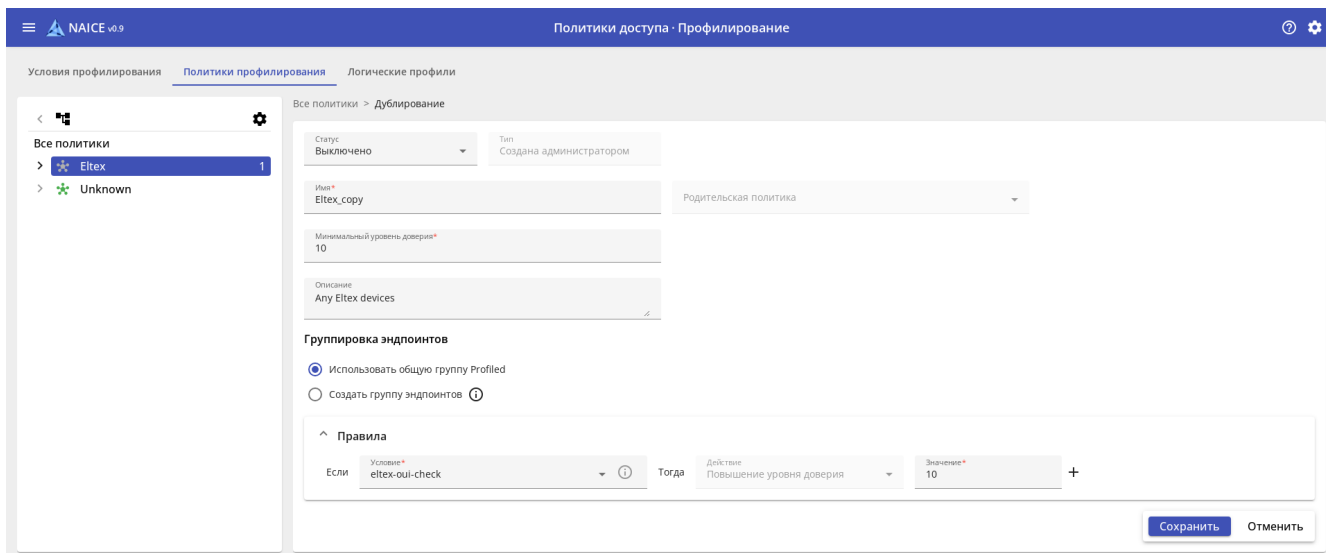 NAICE v0.9
Политики доступа · Профилирование
Условия профилирования Политики профилирования Логические профили
Все политики > Дублирование
Все политики
Eltex 1
Unknown
Статус
Выключено
Тип
Создана администратором
Имя*
Eltex_copy
Родительская политика
Минимальный уровень доверия*
10
Описание
Any Eltex devices
Группировка эндпоинтов
Использовать общую группу Profiled
Создать группу эндпоинтов
Правила
Если
Условие*
eltex-oui-check
Тогда
Действие
Повышение уровня доверия
Значение*
10
Сохранить Отменить